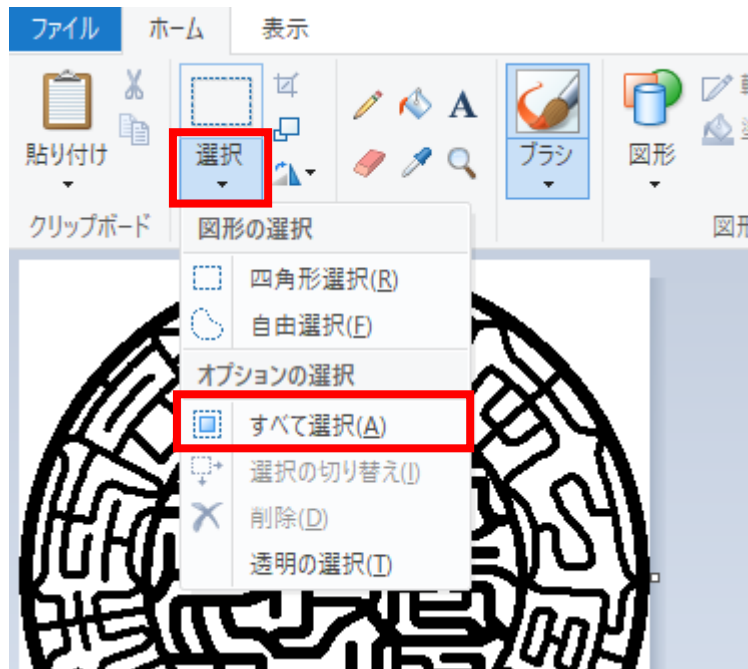 ファイル ホーム 表示
貼り付け 選択 A ブラシ 図形
クリップボード
図形の選択
四角形選択(R)
自由選択(F)
オプションの選択
すべて選択(A)
選択の切り替え(I)
削除(D)
透明の選択(T)